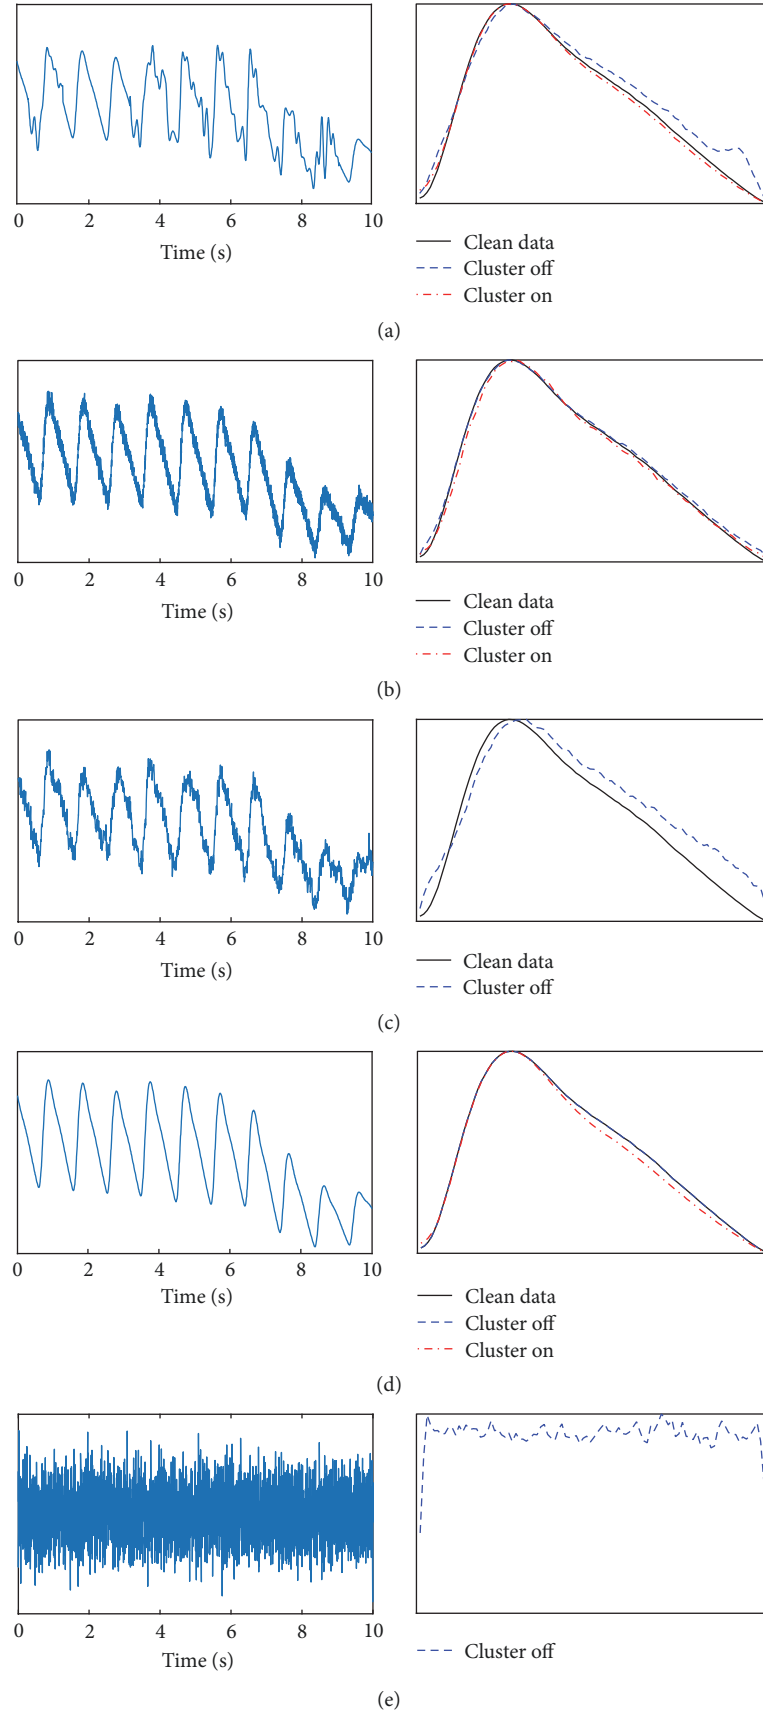 0 2 4 6 8 10
Time (s)
Clean data
Cluster off
Cluster on
(a)
0 2 4 6 8 10
Time (s)
Clean data
Cluster off
Cluster on
(b)
0 2 4 6 8 10
Time (s)
Clean data
Cluster off
(c)
0 2 4 6 8 10
Time (s)
Clean data
Cluster off
Cluster on
(d)
0 2 4 6 8 10
Time (s)
Cluster off
(e)